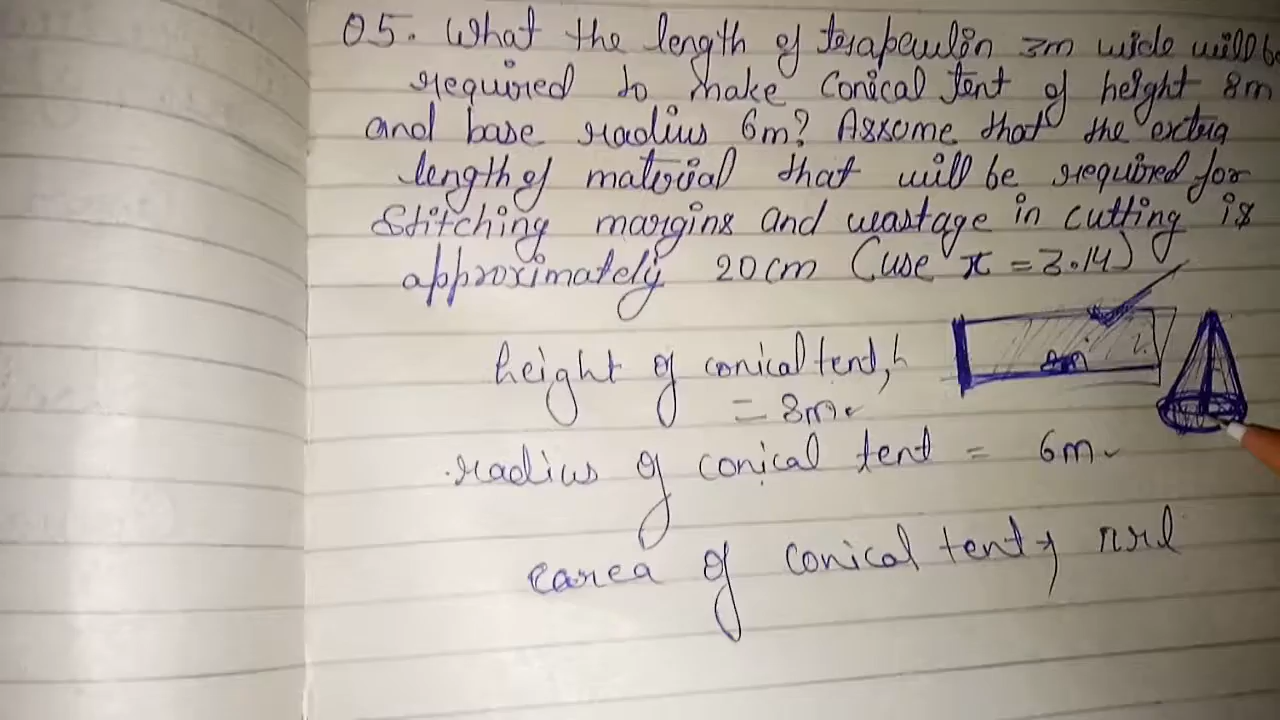 Q5. What the length of tarapaulin 3m wide will be
required to make conical tent of height 8m
and base radius 6m? Assume that the extra
length of material that will be required for
stitching margins and wastage in cutting is
approximately 20cm (use π = 3.14)
height of conical tent, h
= 8m
radius of conical tent = 6m
carea of conical tent πrl